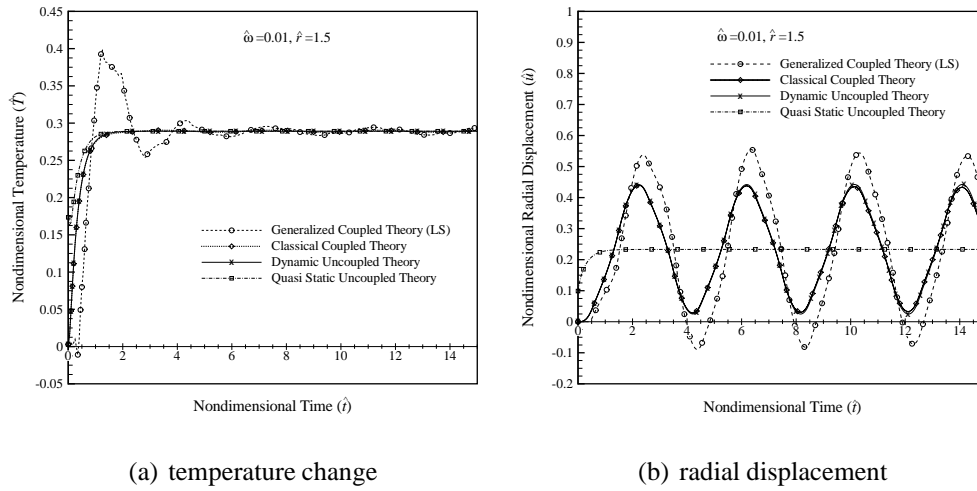 ω̂=0.01, r̂=1.5
Nondimensional Temperature (T̂)
0.4
0.35
0.3
0.25
0.2
0.15
0.1
0.05
0
-0.05
Generalized Coupled Theory (LS)
Classical Coupled Theory
Dynamic Uncoupled Theory
Quasi Static Uncoupled Theory
0 2 4 6 8 10 12 14
Nondimensional Time (t̂)
(a) temperature change
ω̂=0.01, r̂=1.5
Nondimensional Radial Displacement (û)
1
0.9
0.8
0.7
0.6
0.5
0.4
0.3
0.2
0.1
0
-0.1
-0.2
Generalized Coupled Theory (LS)
Classical Coupled Theory
Dynamic Uncoupled Theory
Quasi Static Uncoupled Theory
0 2 4 6 8 10 12 14
Nondimensional Time (t̂)
(b) radial displacement